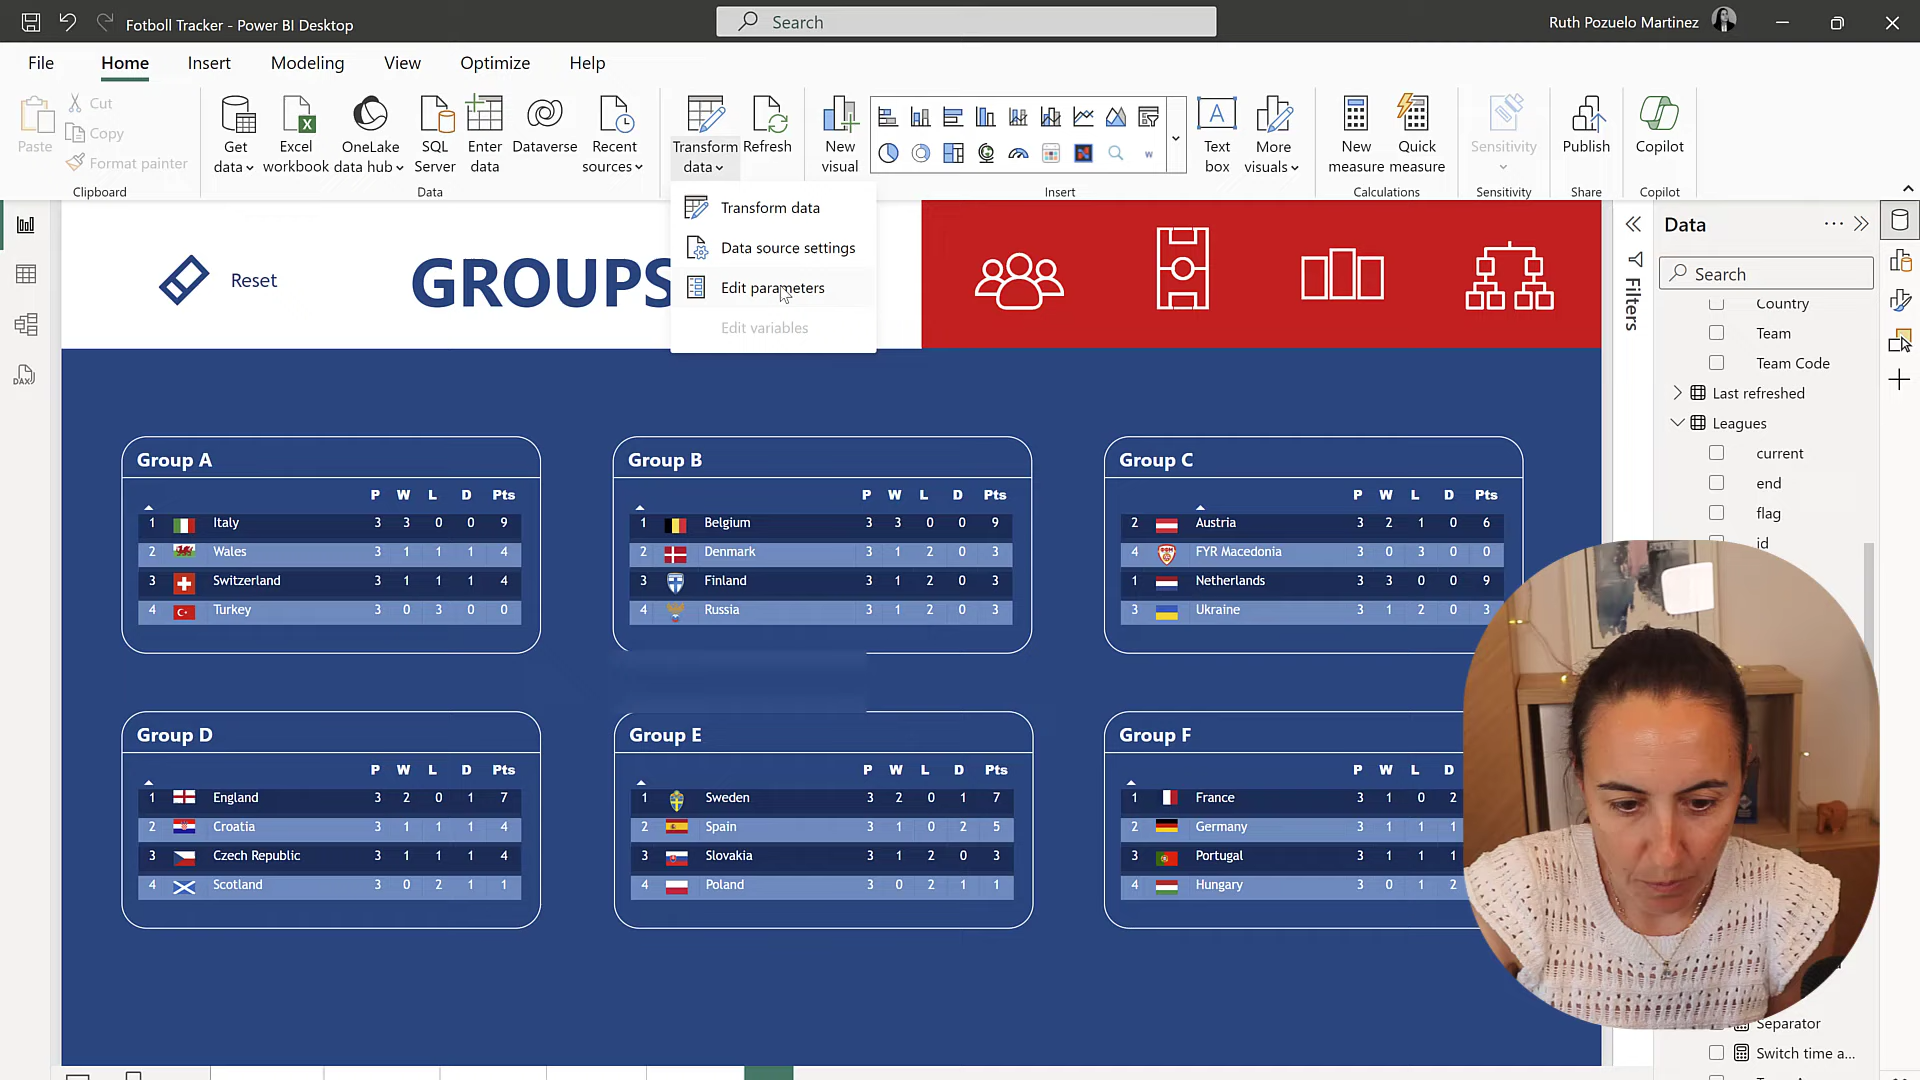 Fotboll Tracker - Power BI Desktop
Search
Ruth Pozuelo Martinez
File
Home
Insert
Modeling
View
Optimize
Help
Paste
Cut
Copy
Format painter
Clipboard
Get data
Excel workbook
OneLake data hub
SQL Server
Enter data
Dataverse
Recent sources
Data
Transform data
Refresh
New visual
Text box
More visuals
Insert
New measure
Quick measure
Calculations
Sensitivity
Sensitivity
Publish
Share
Copilot
Copilot
Transform data
Data source settings
Edit parameters
Edit variables
Reset
GROUPS
Group A
P W L D Pts
1 Italy 3 3 0 0 9
2 Wales 3 1 1 1 4
3 Switzerland 3 1 1 1 4
4 Turkey 3 0 3 0 0
Group B
P W L D Pts
1 Belgium 3 3 0 0 9
2 Denmark 3 1 2 0 3
3 Finland 3 1 2 0 3
4 Russia 3 1 2 0 3
Group C
P W L D Pts
2 Austria 3 2 1 0 6
4 FYR Macedonia 3 0 3 0 0
1 Netherlands 3 3 0 0 9
3 Ukraine 3 1 2 0 3
Group D
P W L D Pts
1 England 3 2 0 1 7
2 Croatia 3 1 1 1 4
3 Czech Republic 3 1 1 1 4
4 Scotland 3 0 2 1 1
Group E
P W L D Pts
1 Sweden 3 2 0 1 7
2 Spain 3 1 0 2 5
3 Slovakia 3 1 2 0 3
4 Poland 3 0 2 1 1
Group F
P W L D
1 France 3 1 0 2
2 Germany 3 1 1 1
3 Portugal 3 1 1 1
4 Hungary 3 0 1 2
Filters
Data
Search
Country
Team
Team Code
Last refreshed
Leagues
current
end
flag
id
Separator
Switch time a...
DAX